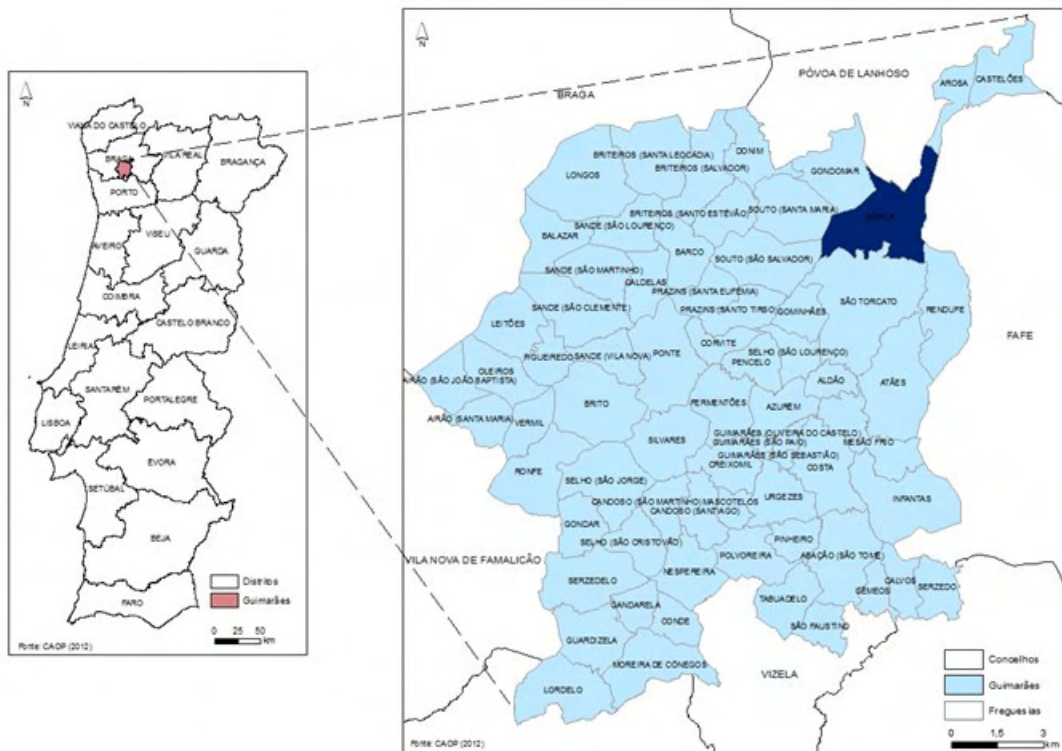 N
VIANA DO CASTELO
BRAGA
VILA REAL
BRAGANÇA
PORTO
AVEIRO
VISEU
GUARDA
COIMBRA
CASTELO BRANCO
LEIRIA
SANTARÉM
PORTALEGRE
LISBOA
EVORA
SETÚBAL
BEJA
FARO
Distritos
Guimarães
0 25 50
km
Fonte: CAOP (2012)
N
PÓVOA DE LANHOSO
BRAGA
AROSA
CASTELÕES
DONIM
BRITEIROS (SANTA LEOCÁDIA)
BRITEIROS (SALVADOR)
GONDOMAR
LONGOS
BRITEIROS (SANTO ESTÊVÃO)
SOUTO (SANTA MARIA)
SANDE (SÃO LOURENÇO)
BALAZAR
BARCO
SOUTO (SÃO SALVADOR)
SANDE (SÃO MARTINHO)
CALDELAS
PRAZINS (SANTA EUFÉMIA)
SÃO TORCATO
RENDUFE
SANDE (SÃO CLEMENTE)
PRAZINS (SANTO TIRSO)
GOMINHÃES
LEITÕES
FAFE
CORVITE
FIGUEIREDO
SANDE (VILA NOVA)
PONTE
SELHO (SÃO LOURENÇO)
PENCELO
OLEIROS
AIRÃO (SÃO JOÃO BAPTISTA)
ALDÃO
ATÃES
BRITO
FERMENTÕES
AZURÉM
AIRÃO (SANTA MARIA)
VERMIL
GUIMARÃES (OLIVEIRA DO CASTELO)
SILVARES
GUIMARÃES (SÃO PAIO)
MESÃO FRIO
GUIMARÃES (SÃO SEBASTIÃO)
CREIXOMIL
COSTA
RONFE
SELHO (SÃO JORGE)
CANDOSO (SÃO MARTINHO)
MASCOTELOS
URGEZES
INFANTAS
CANDOSO (SANTIAGO)
GONDAR
SELHO (SÃO CRISTOVÃO)
PINHEIRO
POLVOREIRA
ABAÇÃO (SÃO TOMÉ)
VILA NOVA DE FAMALICÃO
NESPEREIRA
SERZEDELO
CALVOS
SERZEDO
GÉMEOS
TABUADELO
GANDARELA
CONDE
SÃO FAUSTINO
GUARDIZELA
MOREIRA DE CÓNEGOS
VIZELA
LORDELO
Concelhos
Guimarães
Freguesias
0 1,5 3
km
Fonte: CAOP (2012)